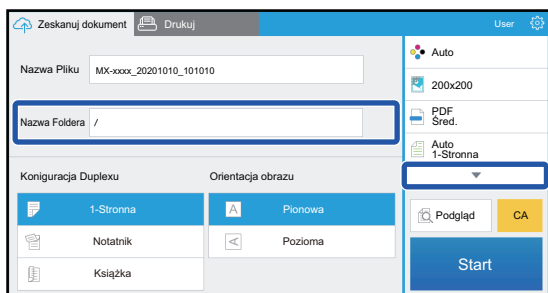 Zeskanuj dokument
Drukuj
User
Nazwa Pliku
MX-xxxx_20201010_101010
Nazwa Foldera
/
Koniguracja Duplexu
Orientacja obrazu
1-Stronna
A
Pionowa
Notatnik
A
Pozioma
Książka
Auto
200x200
PDF
Śred.
Auto
1-Stronna
Podgląd
CA
Start